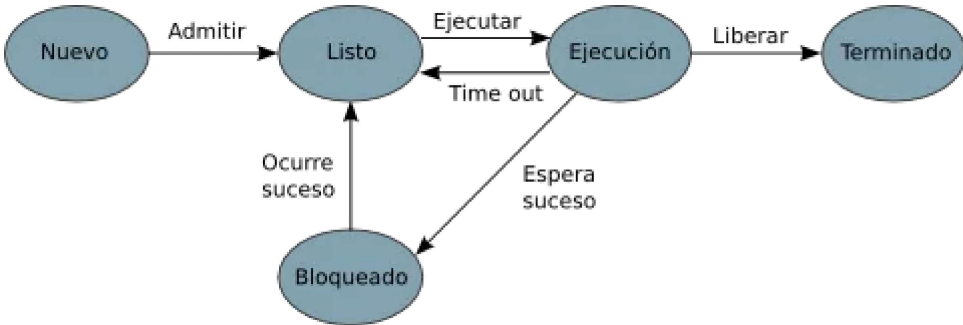 Nuevo
Admitir
Listo
Ejecutar
Time out
Ejecución
Liberar
Terminado
Ocurre
suceso
Espera
suceso
Bloqueado